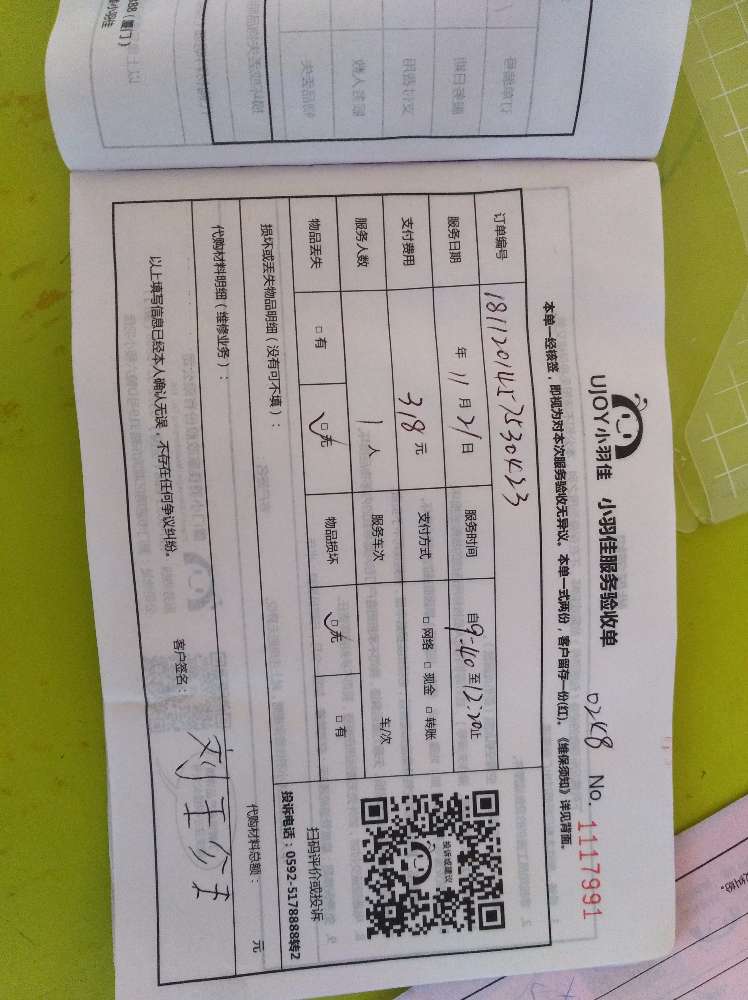 UJOY小羽佳 小羽佳服务验收单 0248 No. 1117991
本单一经核签，即视为对本次服务验收无异议。本单一式两份，客户留存一份(红)。《维保须知》详见背面。
订单编号 18112014575230423
服务日期 年 11 月 21 日 服务时间 自 9-40 至 12:20 止
支付费用 318 元 支付方式 □ 网络 □ 现金 □ 转账
服务人数 1 人 服务车次 车/次
物品丢失 □ 有 ☑ 无 物品损坏 ☑ 无 □ 有
投诉或建议
扫码评价或投诉
投诉电话：0592-5178888转2
损坏或丢失物品明细（没有可不填）：
代购材料明细（维修业务）： 代购材料总额： 元
以上填写信息已经本人确认无误，不存在任何争议纠纷。 客户签名：